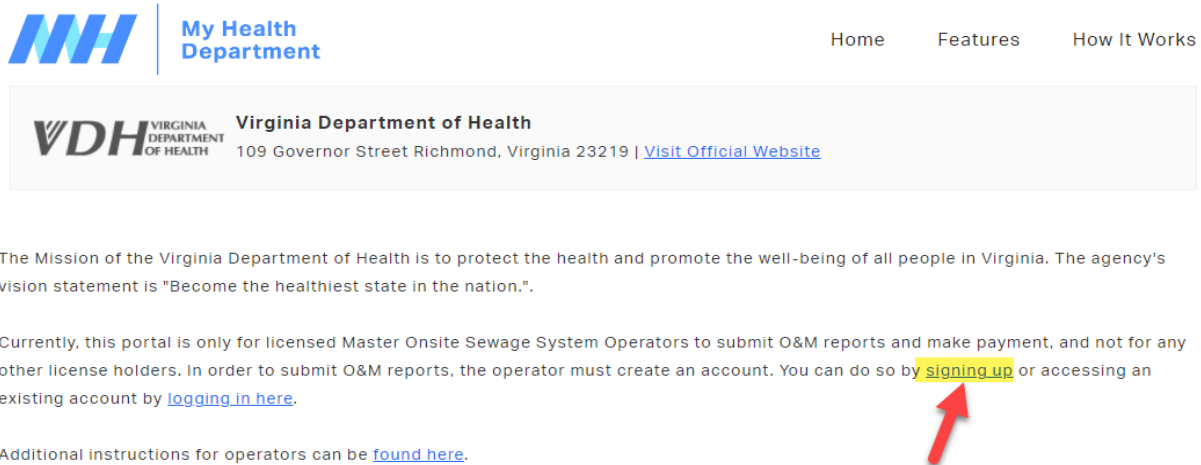 MH
My Health
Department
Home Features How It Works
VDH VIRGINIA
DEPARTMENT
OF HEALTH
Virginia Department of Health
109 Governor Street Richmond, Virginia 23219 | Visit Official Website
The Mission of the Virginia Department of Health is to protect the health and promote the well-being of all people in Virginia. The agency's
vision statement is "Become the healthiest state in the nation.".
Currently, this portal is only for licensed Master Onsite Sewage System Operators to submit O&M reports and make payment, and not for any
other license holders. In order to submit O&M reports, the operator must create an account. You can do so by signing up or accessing an
existing account by logging in here.
Additional instructions for operators can be found here.